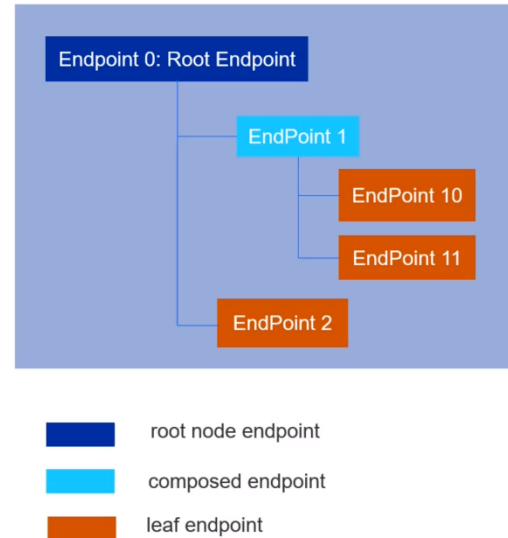 Endpoint 0: Root Endpoint
EndPoint 1
EndPoint 10
EndPoint 11
EndPoint 2
root node endpoint
composed endpoint
leaf endpoint